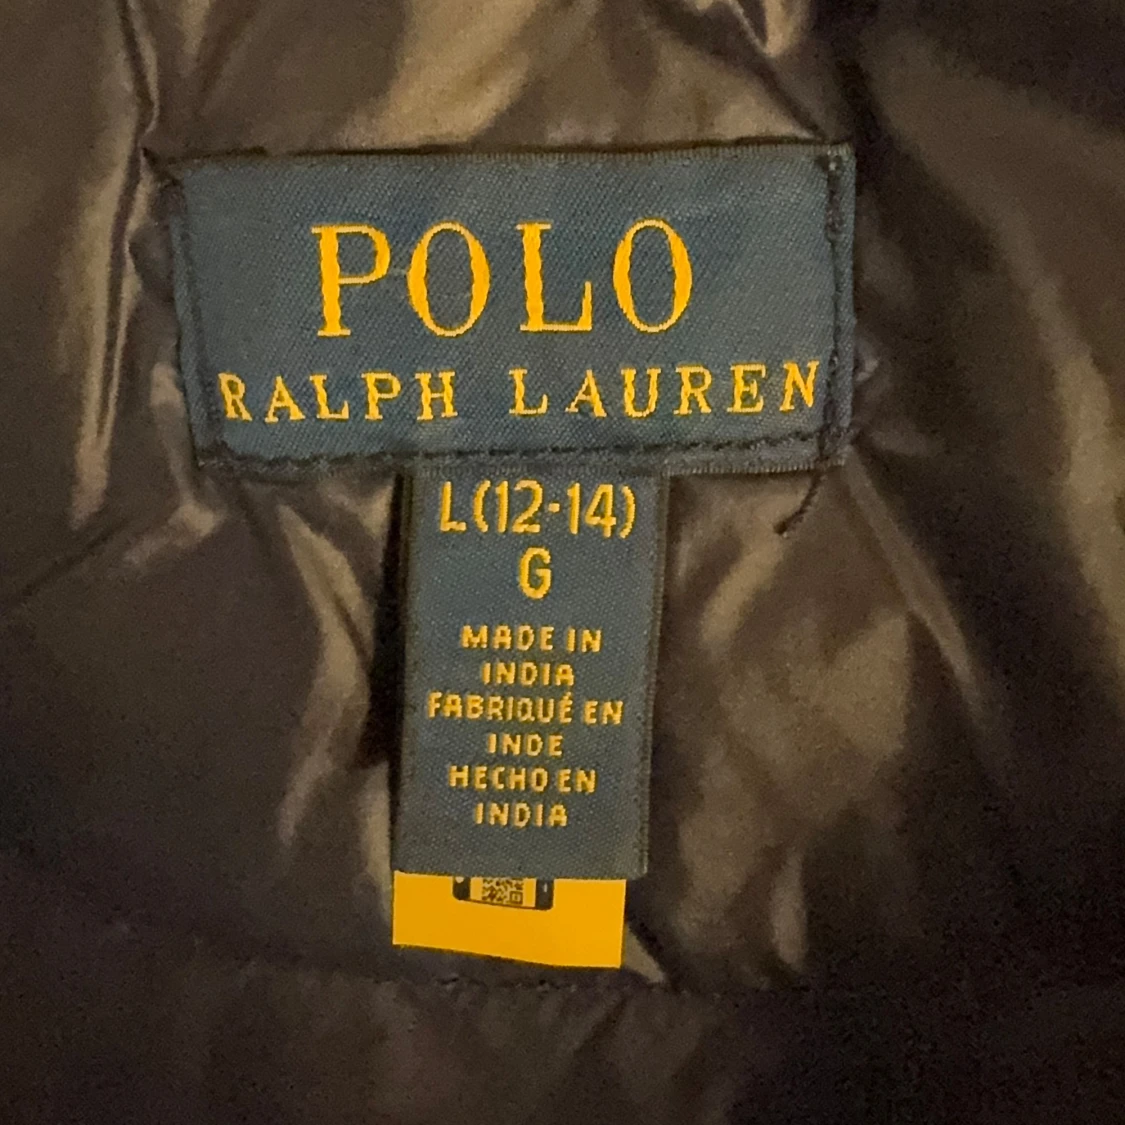 POLO
RALPH LAUREN
L(12-14)
G
MADE IN
INDIA
FABRIQUÉ EN
INDE
HECHO EN
INDIA